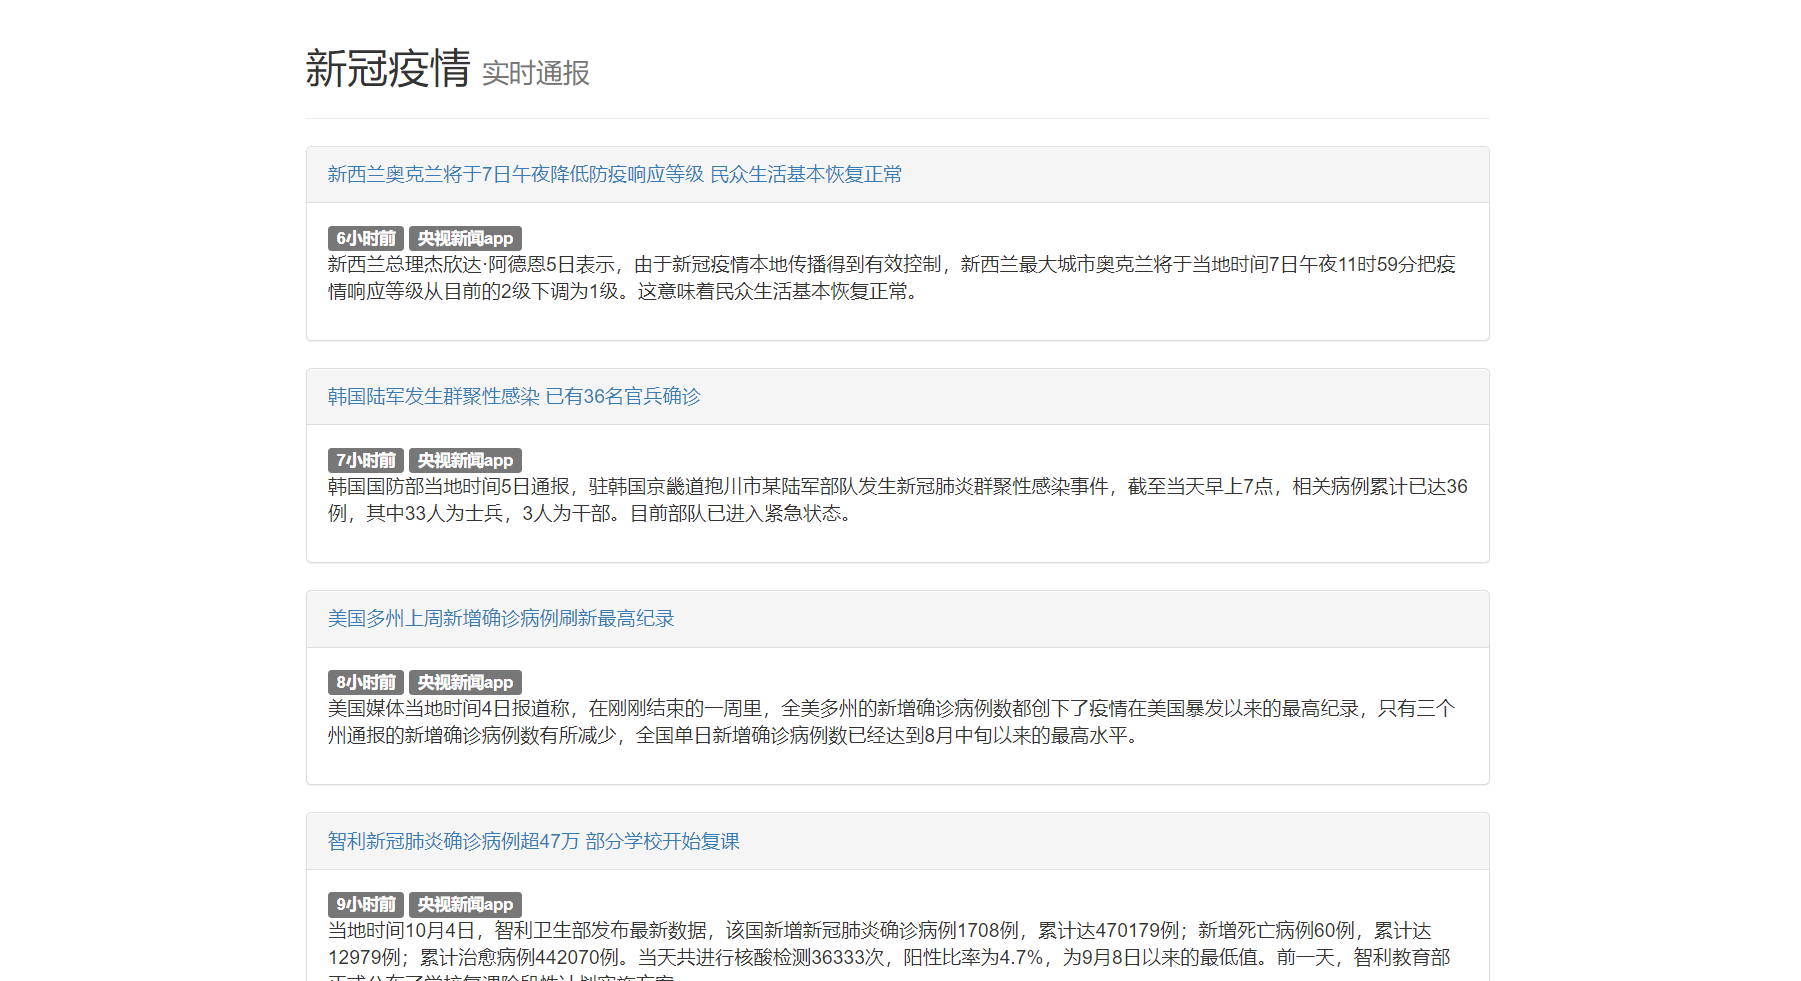 新冠疫情 实时通报
新西兰奥克兰将于7日午夜降低防疫响应等级 民众生活基本恢复正常
6小时前 央视新闻app
新西兰总理杰欣达·阿德恩5日表示，由于新冠疫情本地传播得到有效控制，新西兰最大城市奥克兰将于当地时间7日午夜11时59分把疫
情响应等级从目前的2级下调为1级。这意味着民众生活基本恢复正常。
韩国陆军发生群聚性感染 已有36名官兵确诊
7小时前 央视新闻app
韩国国防部当地时间5日通报，驻韩国京畿道抱川市某陆军部队发生新冠肺炎群聚性感染事件，截至当天早上7点，相关病例累计已达36
例，其中33人为士兵，3人为干部。目前部队已进入紧急状态。
美国多州上周新增确诊病例刷新最高纪录
8小时前 央视新闻app
美国媒体当地时间4日报道称，在刚刚结束的一周里，全美多州的新增确诊病例数都创下了疫情在美国暴发以来的最高纪录，只有三个
州通报的新增确诊病例数有所减少，全国单日新增确诊病例数已经达到8月中旬以来的最高水平。
智利新冠肺炎确诊病例超47万 部分学校开始复课
9小时前 央视新闻app
当地时间10月4日，智利卫生部发布最新数据，该国新增新冠肺炎确诊病例1708例，累计达470179例；新增死亡病例60例，累计达
12979例；累计治愈病例442070例。当天共进行核酸检测36333次，阳性比率为4.7%，为9月8日以来的最低值。前一天，智利教育部